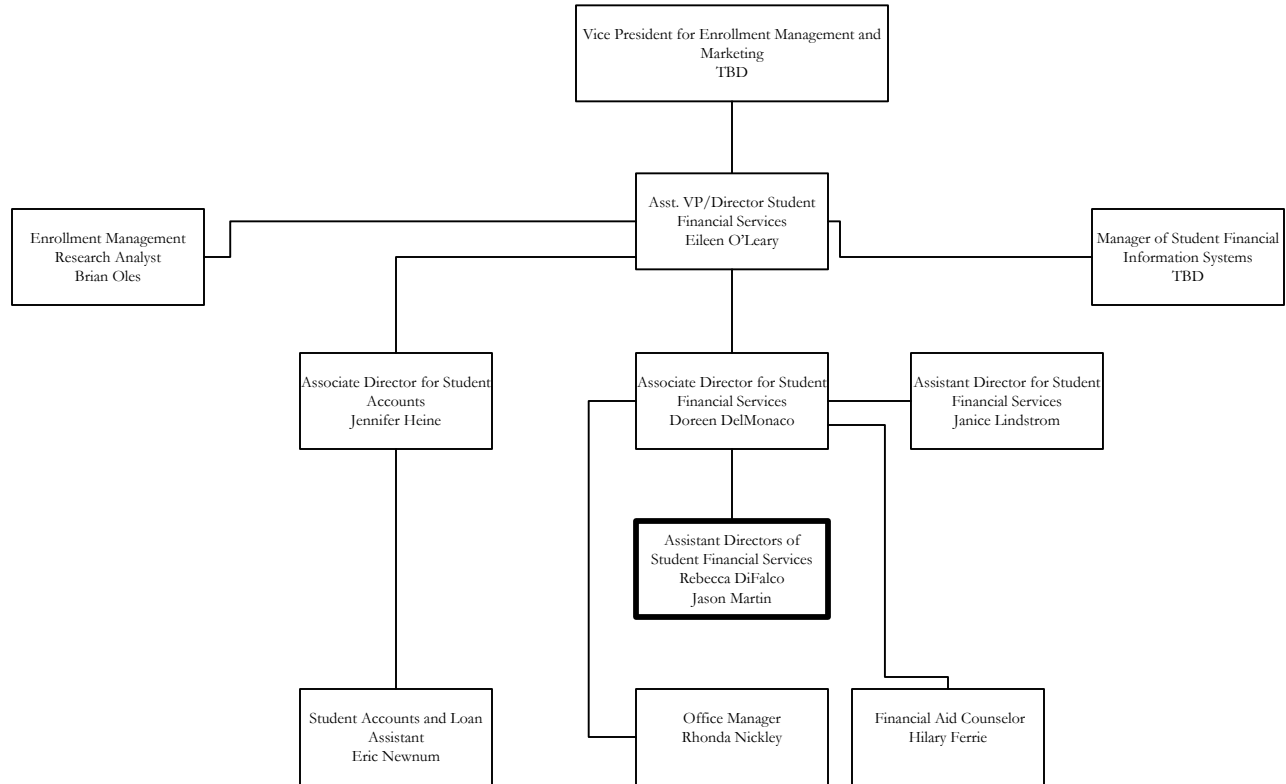 Vice President for Enrollment Management and
Marketing
TBD
Asst. VP/Director Student
Financial Services
Eileen O’Leary
Enrollment Management
Research Analyst
Brian Oles
Manager of Student Financial
Information Systems
TBD
Associate Director for Student
Accounts
Jennifer Heine
Associate Director for Student
Financial Services
Doreen DelMonaco
Assistant Director for Student
Financial Services
Janice Lindstrom
Assistant Directors of
Student Financial Services
Rebecca DiFalco
Jason Martin
Student Accounts and Loan
Assistant
Eric Newnum
Office Manager
Rhonda Nickley
Financial Aid Counselor
Hilary Ferrie